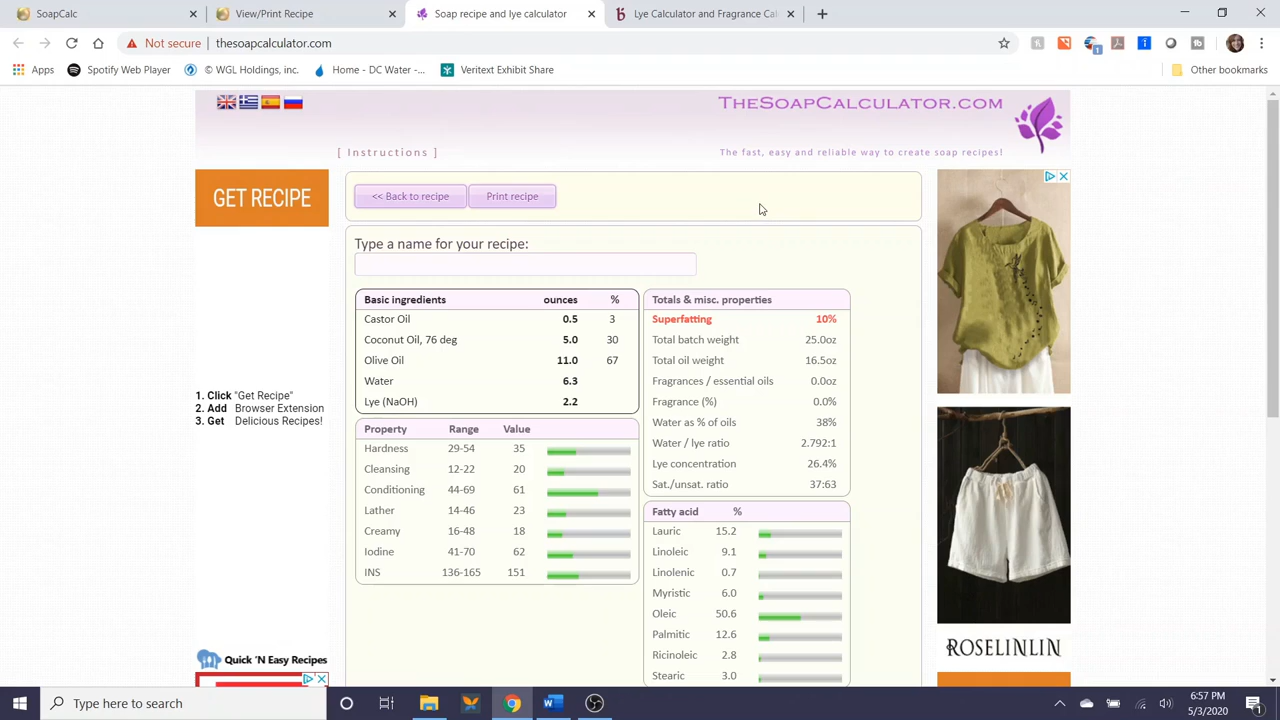 SoapCalc
View/Print Recipe
Soap recipe and lye calculator
Lye Calculator and Fragrance Cal
Not secure | thesoapcalculator.com
Apps
Spotify Web Player
© WGL Holdings, inc.
Home - DC Water -...
Veritext Exhibit Share
Other bookmarks
THESOAPCALCULATOR.COM
[ Instructions ]
The fast, easy and reliable way to create soap recipes!
GET RECIPE
<< Back to recipe
Print recipe
Type a name for your recipe:
Basic ingredients ounces %
Castor Oil 0.5 3
Coconut Oil, 76 deg 5.0 30
Olive Oil 11.0 67
Water 6.3
Lye (NaOH) 2.2
Property Range Value
Hardness 29-54 35
Cleansing 12-22 20
Conditioning 44-69 61
Lather 14-46 23
Creamy 16-48 18
Iodine 41-70 62
INS 136-165 151
Totals & misc. properties
Superfatting 10%
Total batch weight 25.0oz
Total oil weight 16.5oz
Fragrances / essential oils 0.0oz
Fragrance (%) 0.0%
Water as % of oils 38%
Water / lye ratio 2.792:1
Lye concentration 26.4%
Sat./unsat. ratio 37:63
Fatty acid %
Lauric 15.2
Linoleic 9.1
Linolenic 0.7
Myristic 6.0
Oleic 50.6
Palmitic 12.6
Ricinoleic 2.8
Stearic 3.0
1. Click "Get Recipe"
2. Add Browser Extension
3. Get Delicious Recipes!
Quick 'N Easy Recipes
ROSELINLIN
Type here to search
6:57 PM
5/3/2020